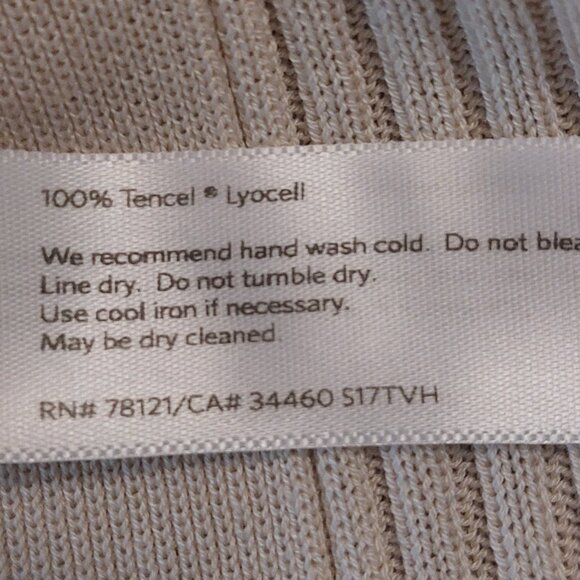 100% Tencel ® Lyocell
We recommend hand wash cold. Do not blea
Line dry. Do not tumble dry.
Use cool iron if necessary.
May be dry cleaned.
RN# 78121/CA# 34460 S17TVH